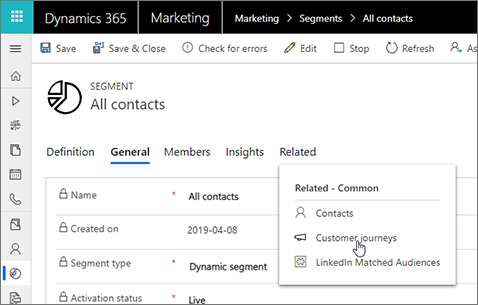 Dynamics 365 Marketing Marketing > Segments > All contacts
Save Save & Close Check for errors Edit Stop Refresh As
SEGMENT
All contacts
Definition General Members Insights Related
Related - Common
Name * All contacts
Contacts
Created on 2019-04-08
Customer journeys
Segment type * Dynamic segment
LinkedIn Matched Audiences
Activation status * Live